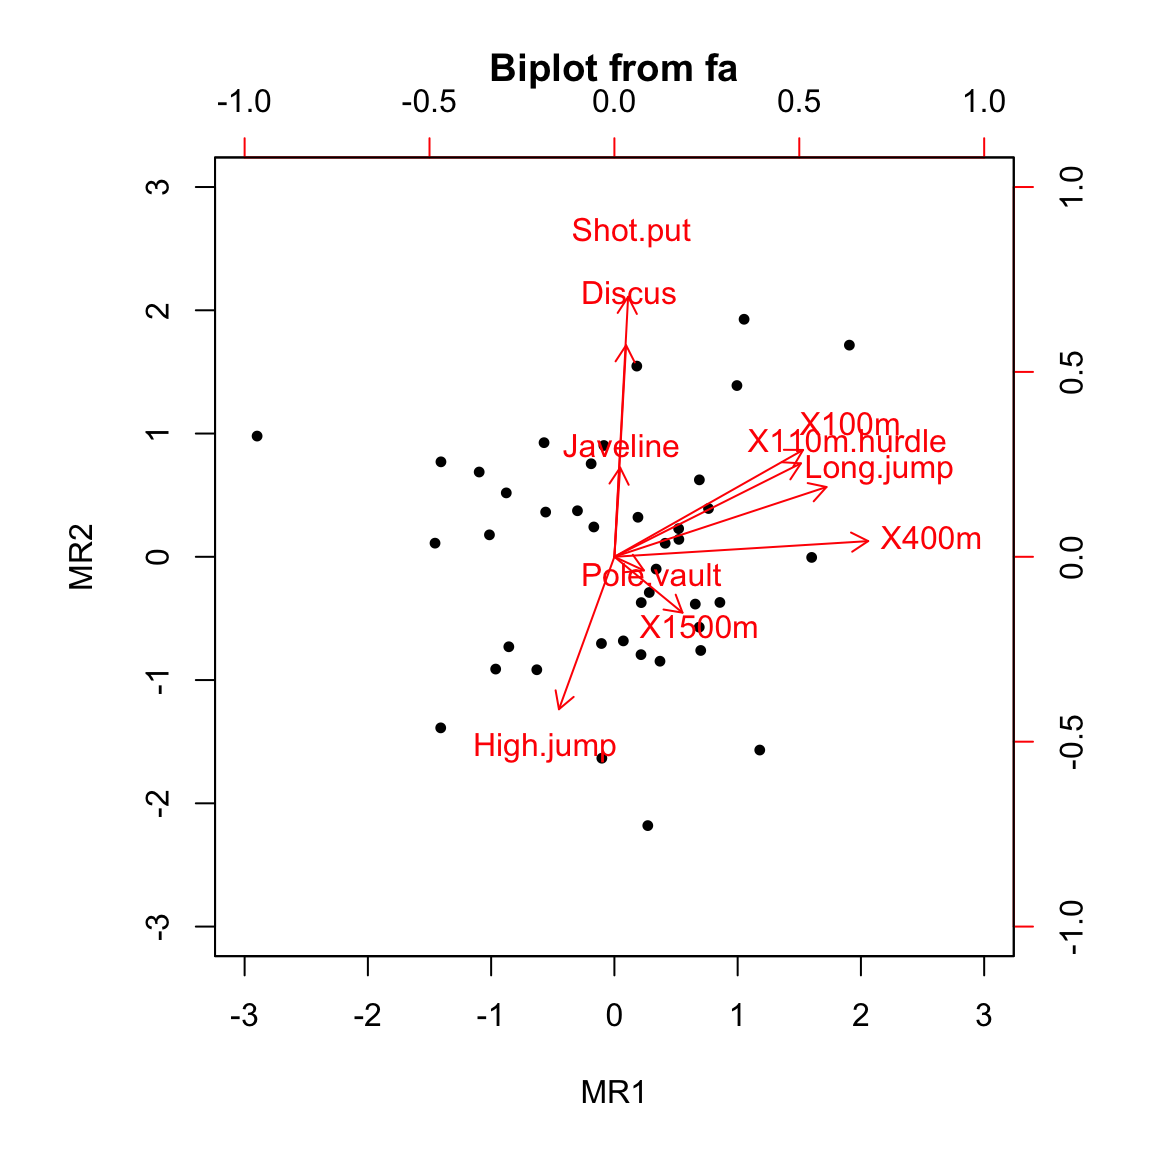 Biplot from fa
-1.0 -0.5 0.0 0.5 1.0
3 2 1 0 -1 -2 -3
MR2
Shot.put
Discus
X100m
Javeline X110m.hurdle
Long.jump
X400m
Pole.vault
X1500m
High.jump
1.0 0.5 0.0 -0.5 -1.0
-3 -2 -1 0 1 2 3
MR1